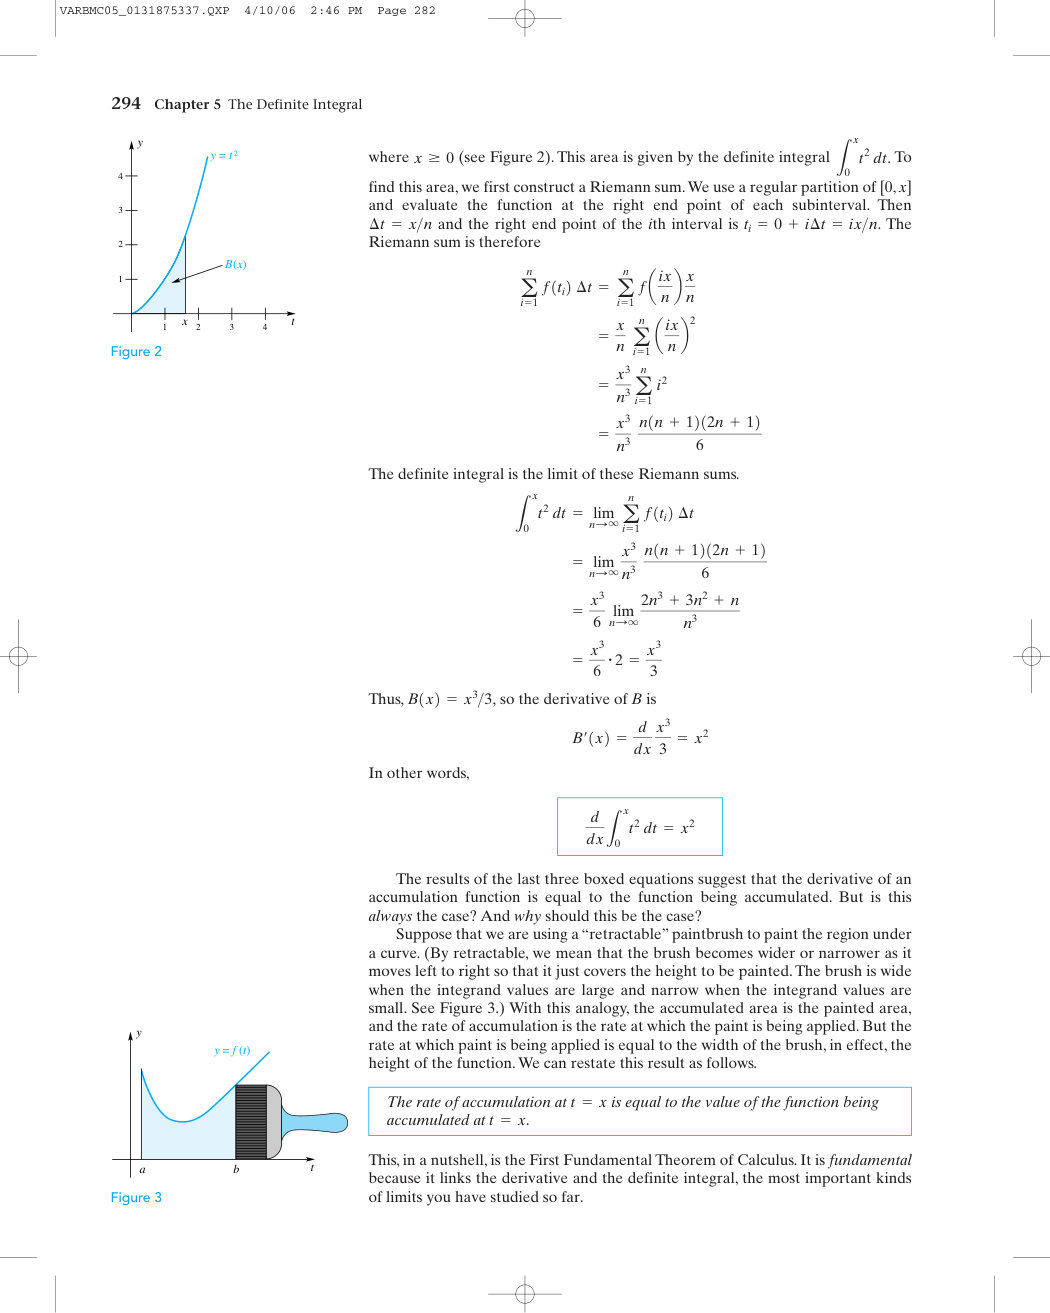 VARBMC05_0131875337.QXP 4/10/06 2:46 PM Page 282
294 Chapter 5 The Definite Integral
y
y = t²
4
3
2
1
B(x)
1 x 2 3 4 t
Figure 2
where x ≥ 0 (see Figure 2). This area is given by the definite integral ∫₀ˣ t² dt. To
find this area, we first construct a Riemann sum. We use a regular partition of [0, x]
and evaluate the function at the right end point of each subinterval. Then
Δt = x/n and the right end point of the ith interval is tᵢ = 0 + iΔt = ix/n. The
Riemann sum is therefore
∑ᵢ₌₁ⁿ f(tᵢ) Δt = ∑ᵢ₌₁ⁿ f(ix/n) x/n
= x/n ∑ᵢ₌₁ⁿ (ix/n)²
= x³/n³ ∑ᵢ₌₁ⁿ i²
= x³/n³ n(n + 1)(2n + 1)/6
The definite integral is the limit of these Riemann sums.
∫₀ˣ t² dt = lim n→∞ ∑ᵢ₌₁ⁿ f(tᵢ) Δt
= lim n→∞ x³/n³ n(n + 1)(2n + 1)/6
= x³/6 lim n→∞ (2n³ + 3n² + n)/n³
= x³/6 · 2 = x³/3
Thus, B(x) = x³/3, so the derivative of B is
B′(x) = d/dx x³/3 = x²
In other words,
d/dx ∫₀ˣ t² dt = x²
The results of the last three boxed equations suggest that the derivative of an
accumulation function is equal to the function being accumulated. But is this
always the case? And why should this be the case?
Suppose that we are using a “retractable” paintbrush to paint the region under
a curve. (By retractable, we mean that the brush becomes wider or narrower as it
moves left to right so that it just covers the height to be painted. The brush is wide
when the integrand values are large and narrow when the integrand values are
small. See Figure 3.) With this analogy, the accumulated area is the painted area,
and the rate of accumulation is the rate at which the paint is being applied. But the
rate at which paint is being applied is equal to the width of the brush, in effect, the
height of the function. We can restate this result as follows.
The rate of accumulation at t = x is equal to the value of the function being
accumulated at t = x.
This, in a nutshell, is the First Fundamental Theorem of Calculus. It is fundamental
because it links the derivative and the definite integral, the most important kinds
of limits you have studied so far.
y
y = f(t)
a b t
Figure 3